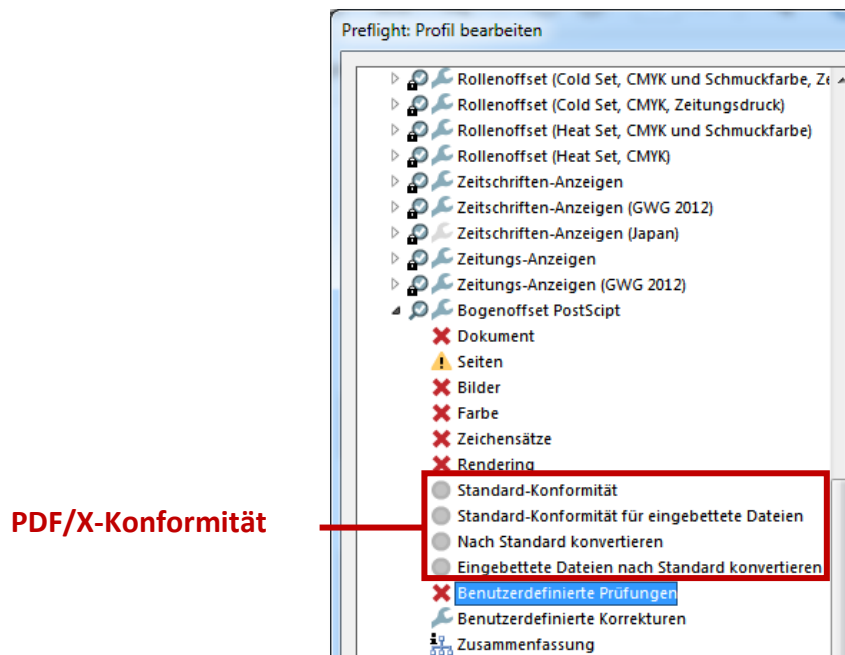 Preflight: Profil bearbeiten
Rollenoffset (Cold Set, CMYK und Schmuckfarbe, Ze
Rollenoffset (Cold Set, CMYK, Zeitungsdruck)
Rollenoffset (Heat Set, CMYK und Schmuckfarbe)
Rollenoffset (Heat Set, CMYK)
Zeitschriften-Anzeigen
Zeitschriften-Anzeigen (GWG 2012)
Zeitschriften-Anzeigen (Japan)
Zeitungs-Anzeigen
Zeitungs-Anzeigen (GWG 2012)
Bogenoffset PostScipt
Dokument
Seiten
Bilder
Farbe
Zeichensätze
Rendering
Standard-Konformität
Standard-Konformität für eingebettete Dateien
PDF/X-Konformität
Nach Standard konvertieren
Eingebettete Dateien nach Standard konvertieren
Benutzerdefinierte Prüfungen
Benutzerdefinierte Korrekturen
Zusammenfassung